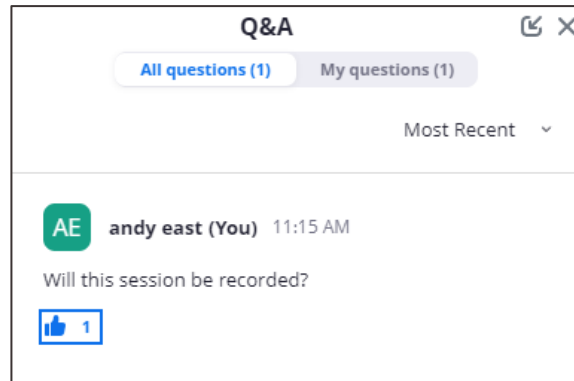 Q&A
All questions (1) My questions (1)
Most Recent
AE andy east (You) 11:15 AM
Will this session be recorded?
1